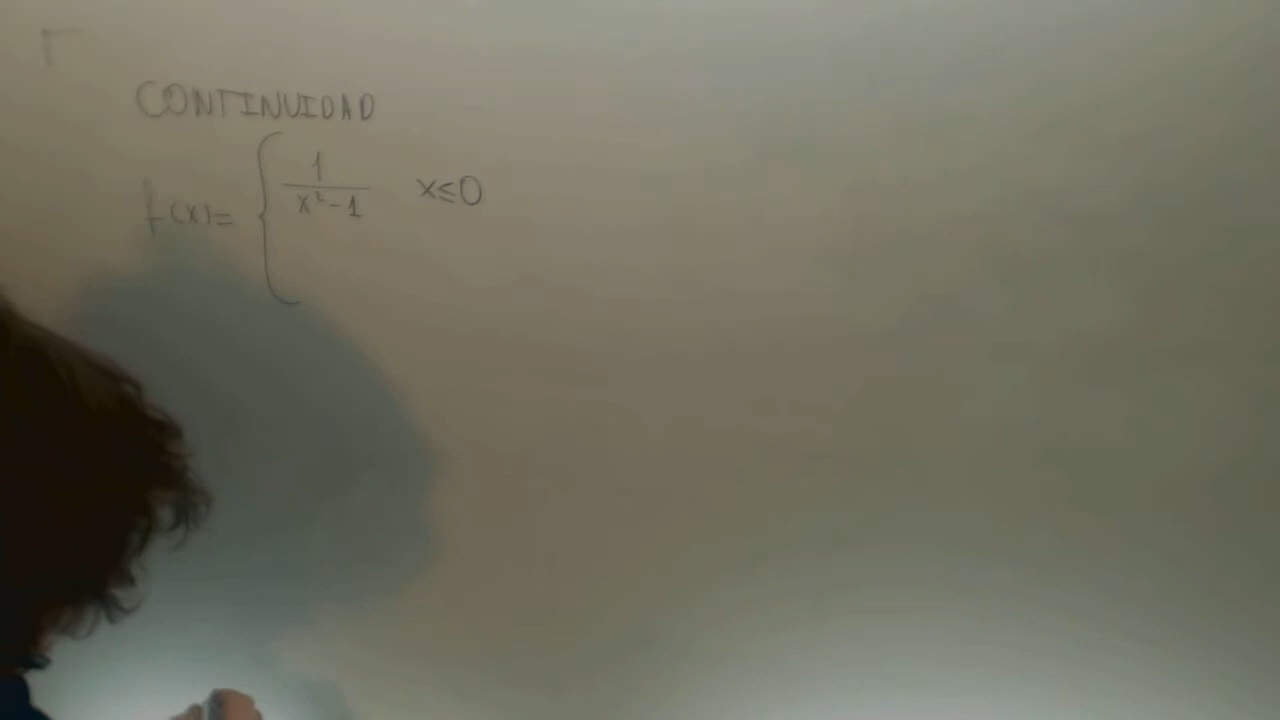 CONTINUIDAD
f(x)= { 1/(x²-1)   x≤0